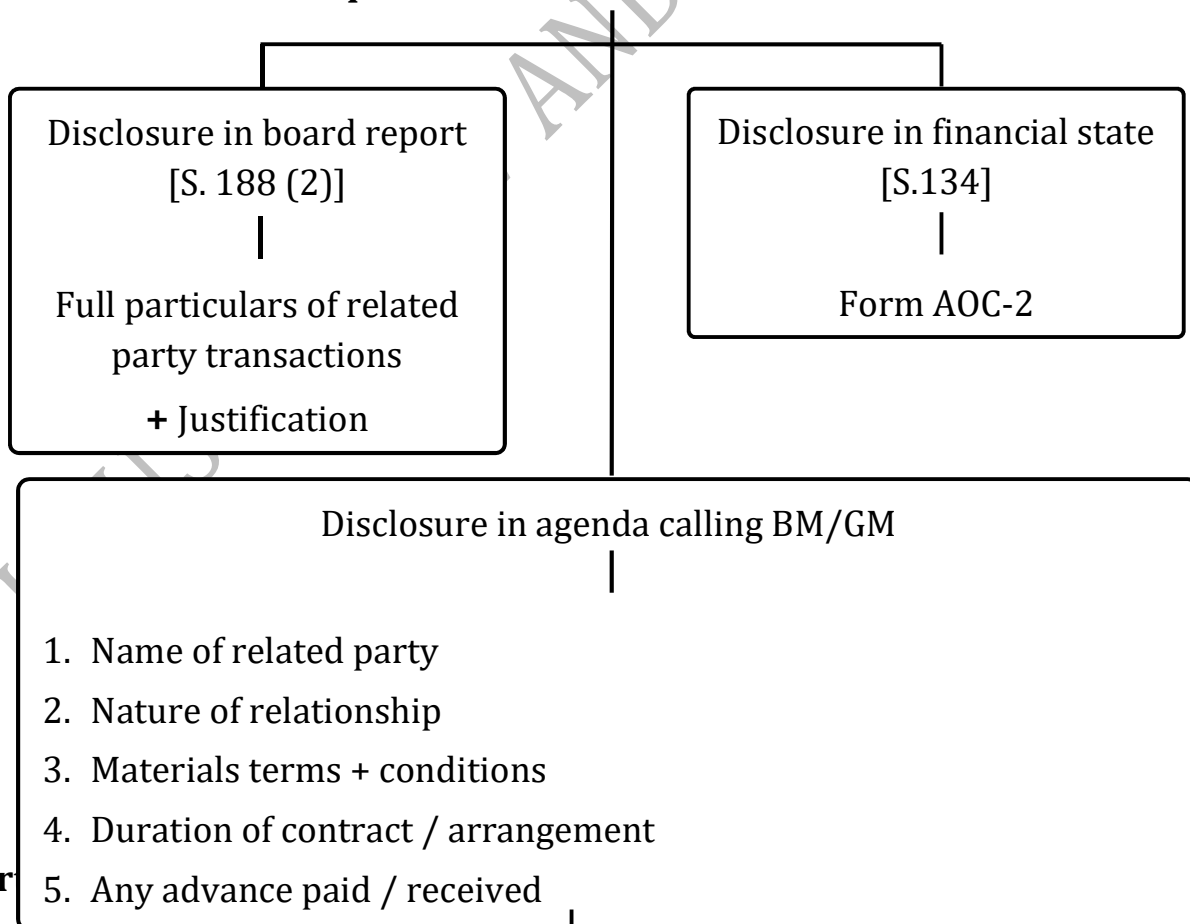 Disclosure in board report
[S. 188 (2)]
Full particulars of related
party transactions
+ Justification
Disclosure in financial state
[S.134]
Form AOC-2
Disclosure in agenda calling BM/GM
1. Name of related party
2. Nature of relationship
3. Materials terms + conditions
4. Duration of contract / arrangement
5. Any advance paid / received